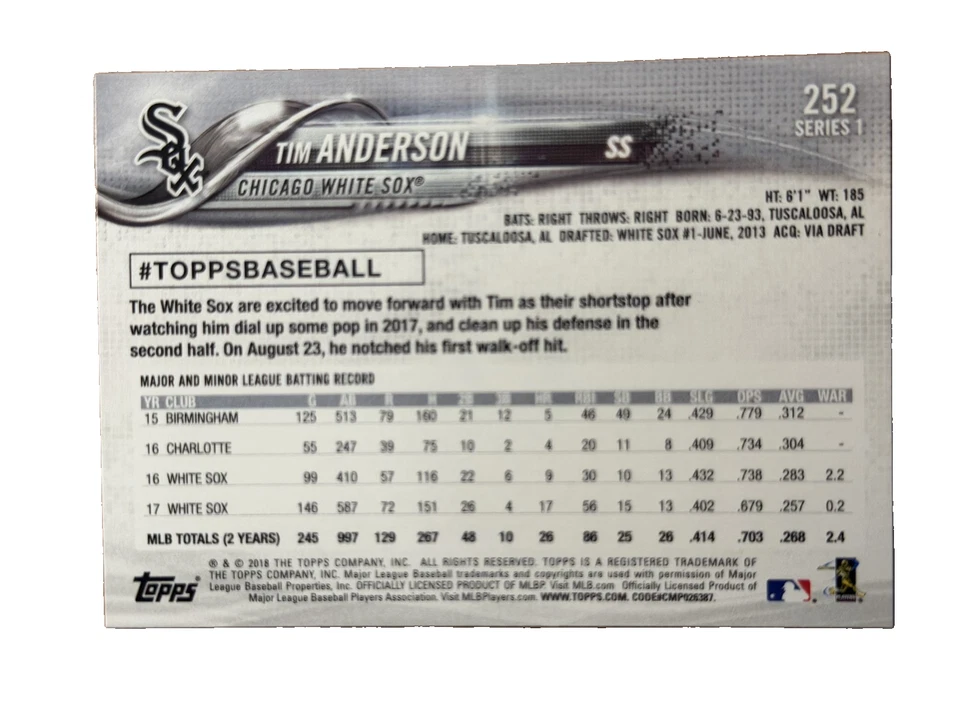 Sox
252
SERIES 1
TIM ANDERSON SS
CHICAGO WHITE SOX®
HT: 6'1" WT: 185
BATS: RIGHT THROWS: RIGHT BORN: 6-23-93, TUSCALOOSA, AL
HOME: TUSCALOOSA, AL DRAFTED: WHITE SOX #1-JUNE, 2013 ACQ: VIA DRAFT
#TOPPSBASEBALL
The White Sox are excited to move forward with Tim as their shortstop after
watching him dial up some pop in 2017, and clean up his defense in the
second half. On August 23, he notched his first walk-off hit.
MAJOR AND MINOR LEAGUE BATTING RECORD
YR CLUB G AB R H 2B 3B HR RBI SB BB SLG OPS AVG WAR
15 BIRMINGHAM 125 513 79 160 21 12 5 46 49 24 .429 .779 .312 -
16 CHARLOTTE 55 247 39 75 10 2 4 20 11 8 .409 .734 .304 -
16 WHITE SOX 99 410 57 116 22 6 9 30 10 13 .432 .738 .283 2.2
17 WHITE SOX 146 587 72 151 26 4 17 56 15 13 .402 .679 .257 0.2
MLB TOTALS (2 YEARS) 245 997 129 267 48 10 26 86 25 26 .414 .703 .268 2.4
® & © 2018 THE TOPPS COMPANY, INC. ALL RIGHTS RESERVED. TOPPS IS A REGISTERED TRADEMARK OF
THE TOPPS COMPANY, INC. Major League Baseball trademarks and copyrights are used with permission of Major
League Baseball Properties, Inc. OFFICIALLY LICENSED PRODUCT OF MLBP Visit MLB.com Officially Licensed Product of
Major League Baseball Players Association. Visit MLBPlayers.com. WWW.TOPPS.COM. CODE#CMP026387.
Topps®
PLAYERS